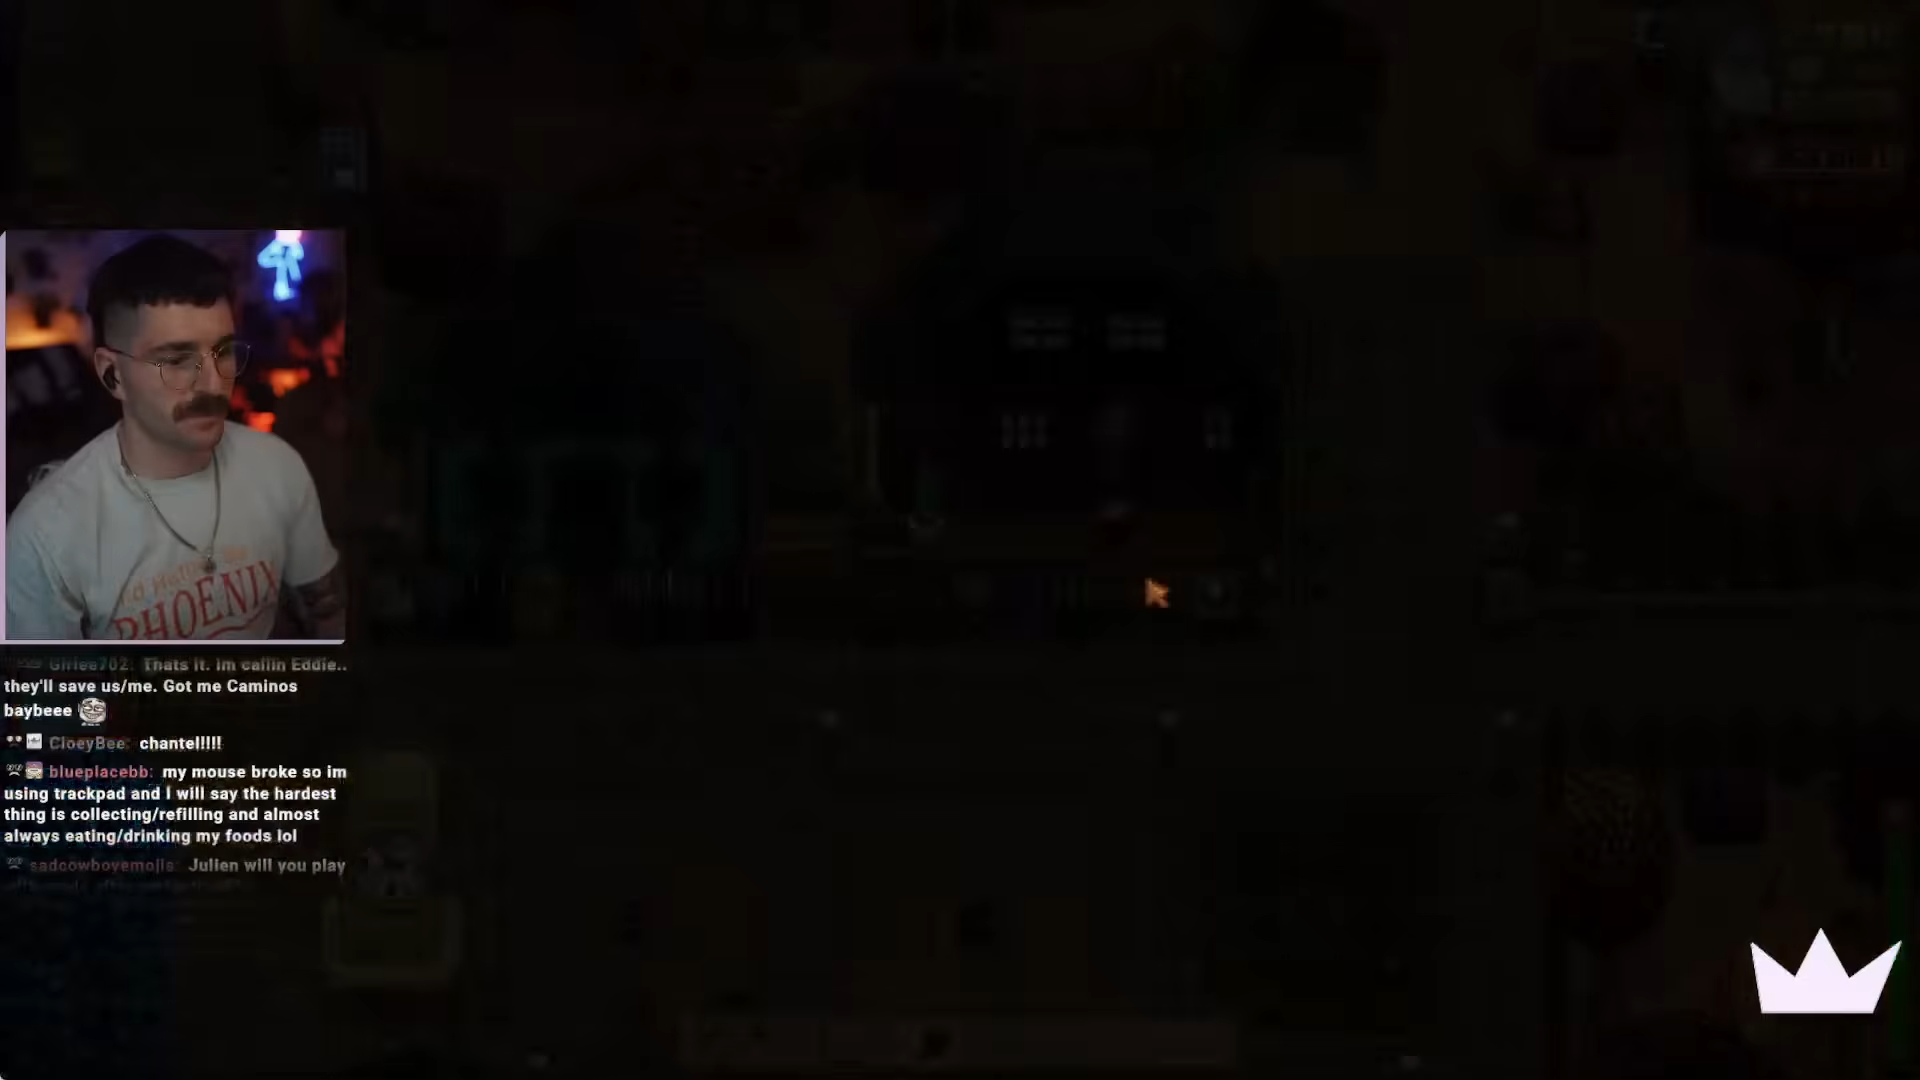 Girlee702: Thats it. im callin Eddie..
they'll save us/me. Got me Caminos
baybeee
CloeyBee: chantel!!!!
blueplacebb: my mouse broke so im
using trackpad and I will say the hardest
thing is collecting/refilling and almost
always eating/drinking my foods lol
sadcowboyemojis: Julien will you play
PHOENIX